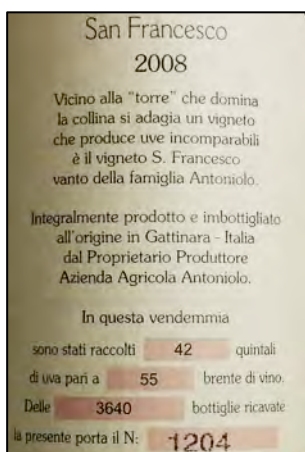 San Francesco
2008
Vicino alla "torre" che domina
la collina si adagia un vigneto
che produce uve incomparabili
è il vigneto S. Francesco
vanto della famiglia Antoniolo.
Integralmente prodotto e imbottigliato
all'origine in Gattinara - Italia
dal Proprietario Produttore
Azienda Agricola Antoniolo.
In questa vendemmia
sono stati raccolti 42 quintali
di uva pari a 55 brente di vino.
Delle 3640 bottiglie ricavate
la presente porta il N: 1204